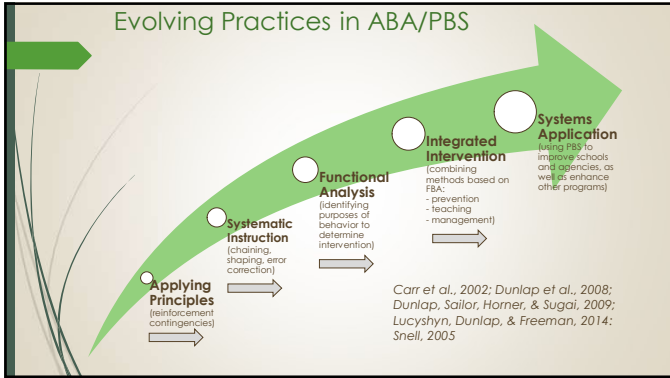 Evolving Practices in ABA/PBS
Applying
Principles
(reinforcement
contingencies)
Systematic
Instruction
(chaining,
shaping, error
correction)
Functional
Analysis
(identifying
purposes of
behavior to
determine
intervention)
Integrated
Intervention
(combining
methods based on
FBA:
- prevention
- teaching
- management)
Systems
Application
(using PBS to
improve schools
and agencies, as
well as enhance
other programs)
Carr et al., 2002; Dunlap et al., 2008;
Dunlap, Sailor, Horner, & Sugai, 2009;
Lucyshyn, Dunlap, & Freeman, 2014:
Snell, 2005